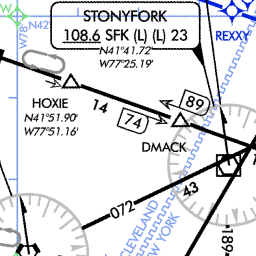 STONYFORK
108.6 SFK (L) (L) 23
N41°41.72'
W77°25.19'
REXXY
W78
N42
HOXIE
N41°51.90'
W77°51.16'
14
74
89
DMACK
072
43
189
CLEVELAND
NEW YORK